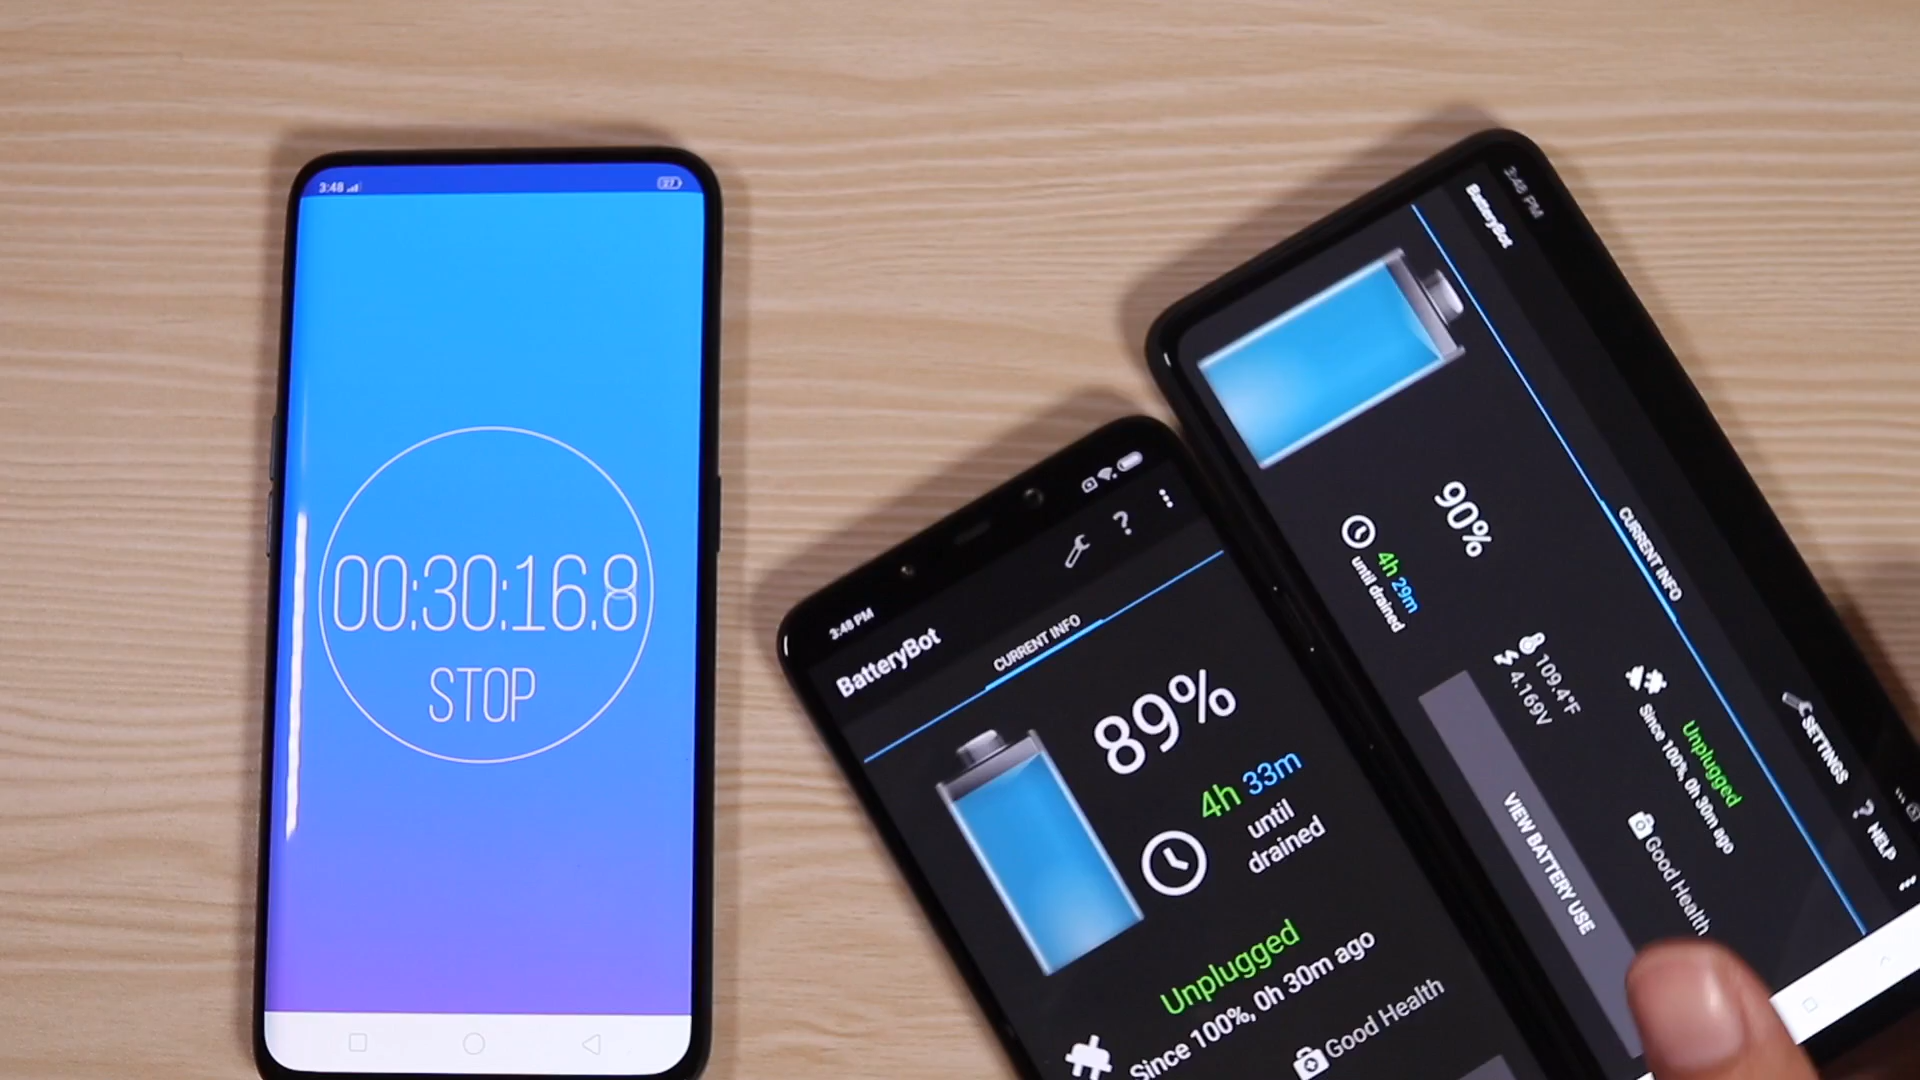 3:48
27
00:30:16.8
STOP
3:48 PM
BatteryBot
?
CURRENT INFO
89%
4h 33m
until
drained
Unplugged
Since 100%, 0h 30m ago
Good Health
3:48 PM
BatteryBot
CURRENT INFO
90%
4h 29m
until drained
109.4°F
4.169V
Unplugged
Since 100%, 0h 30m ago
Good Health
VIEW BATTERY USE
SETTINGS
? HELP